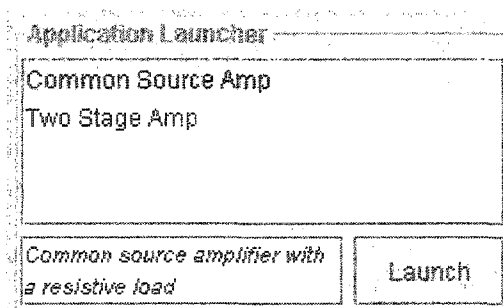 Application Launcher
Common Source Amp
Two Stage Amp
Common source amplifier with
a resistive load
Launch